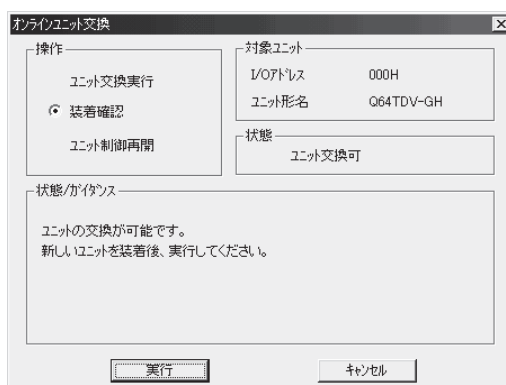 オンラインユニット交換
操作
ユニット交換実行
装着確認
ユニット制御再開
対象ユニット
I/Oアドレス 000H
ユニット形名 Q64TDV-GH
状態
ユニット交換可
状態/ガイダンス
ユニットの交換が可能です。
新しいユニットを装着後、実行してください。
実行 キャンセル